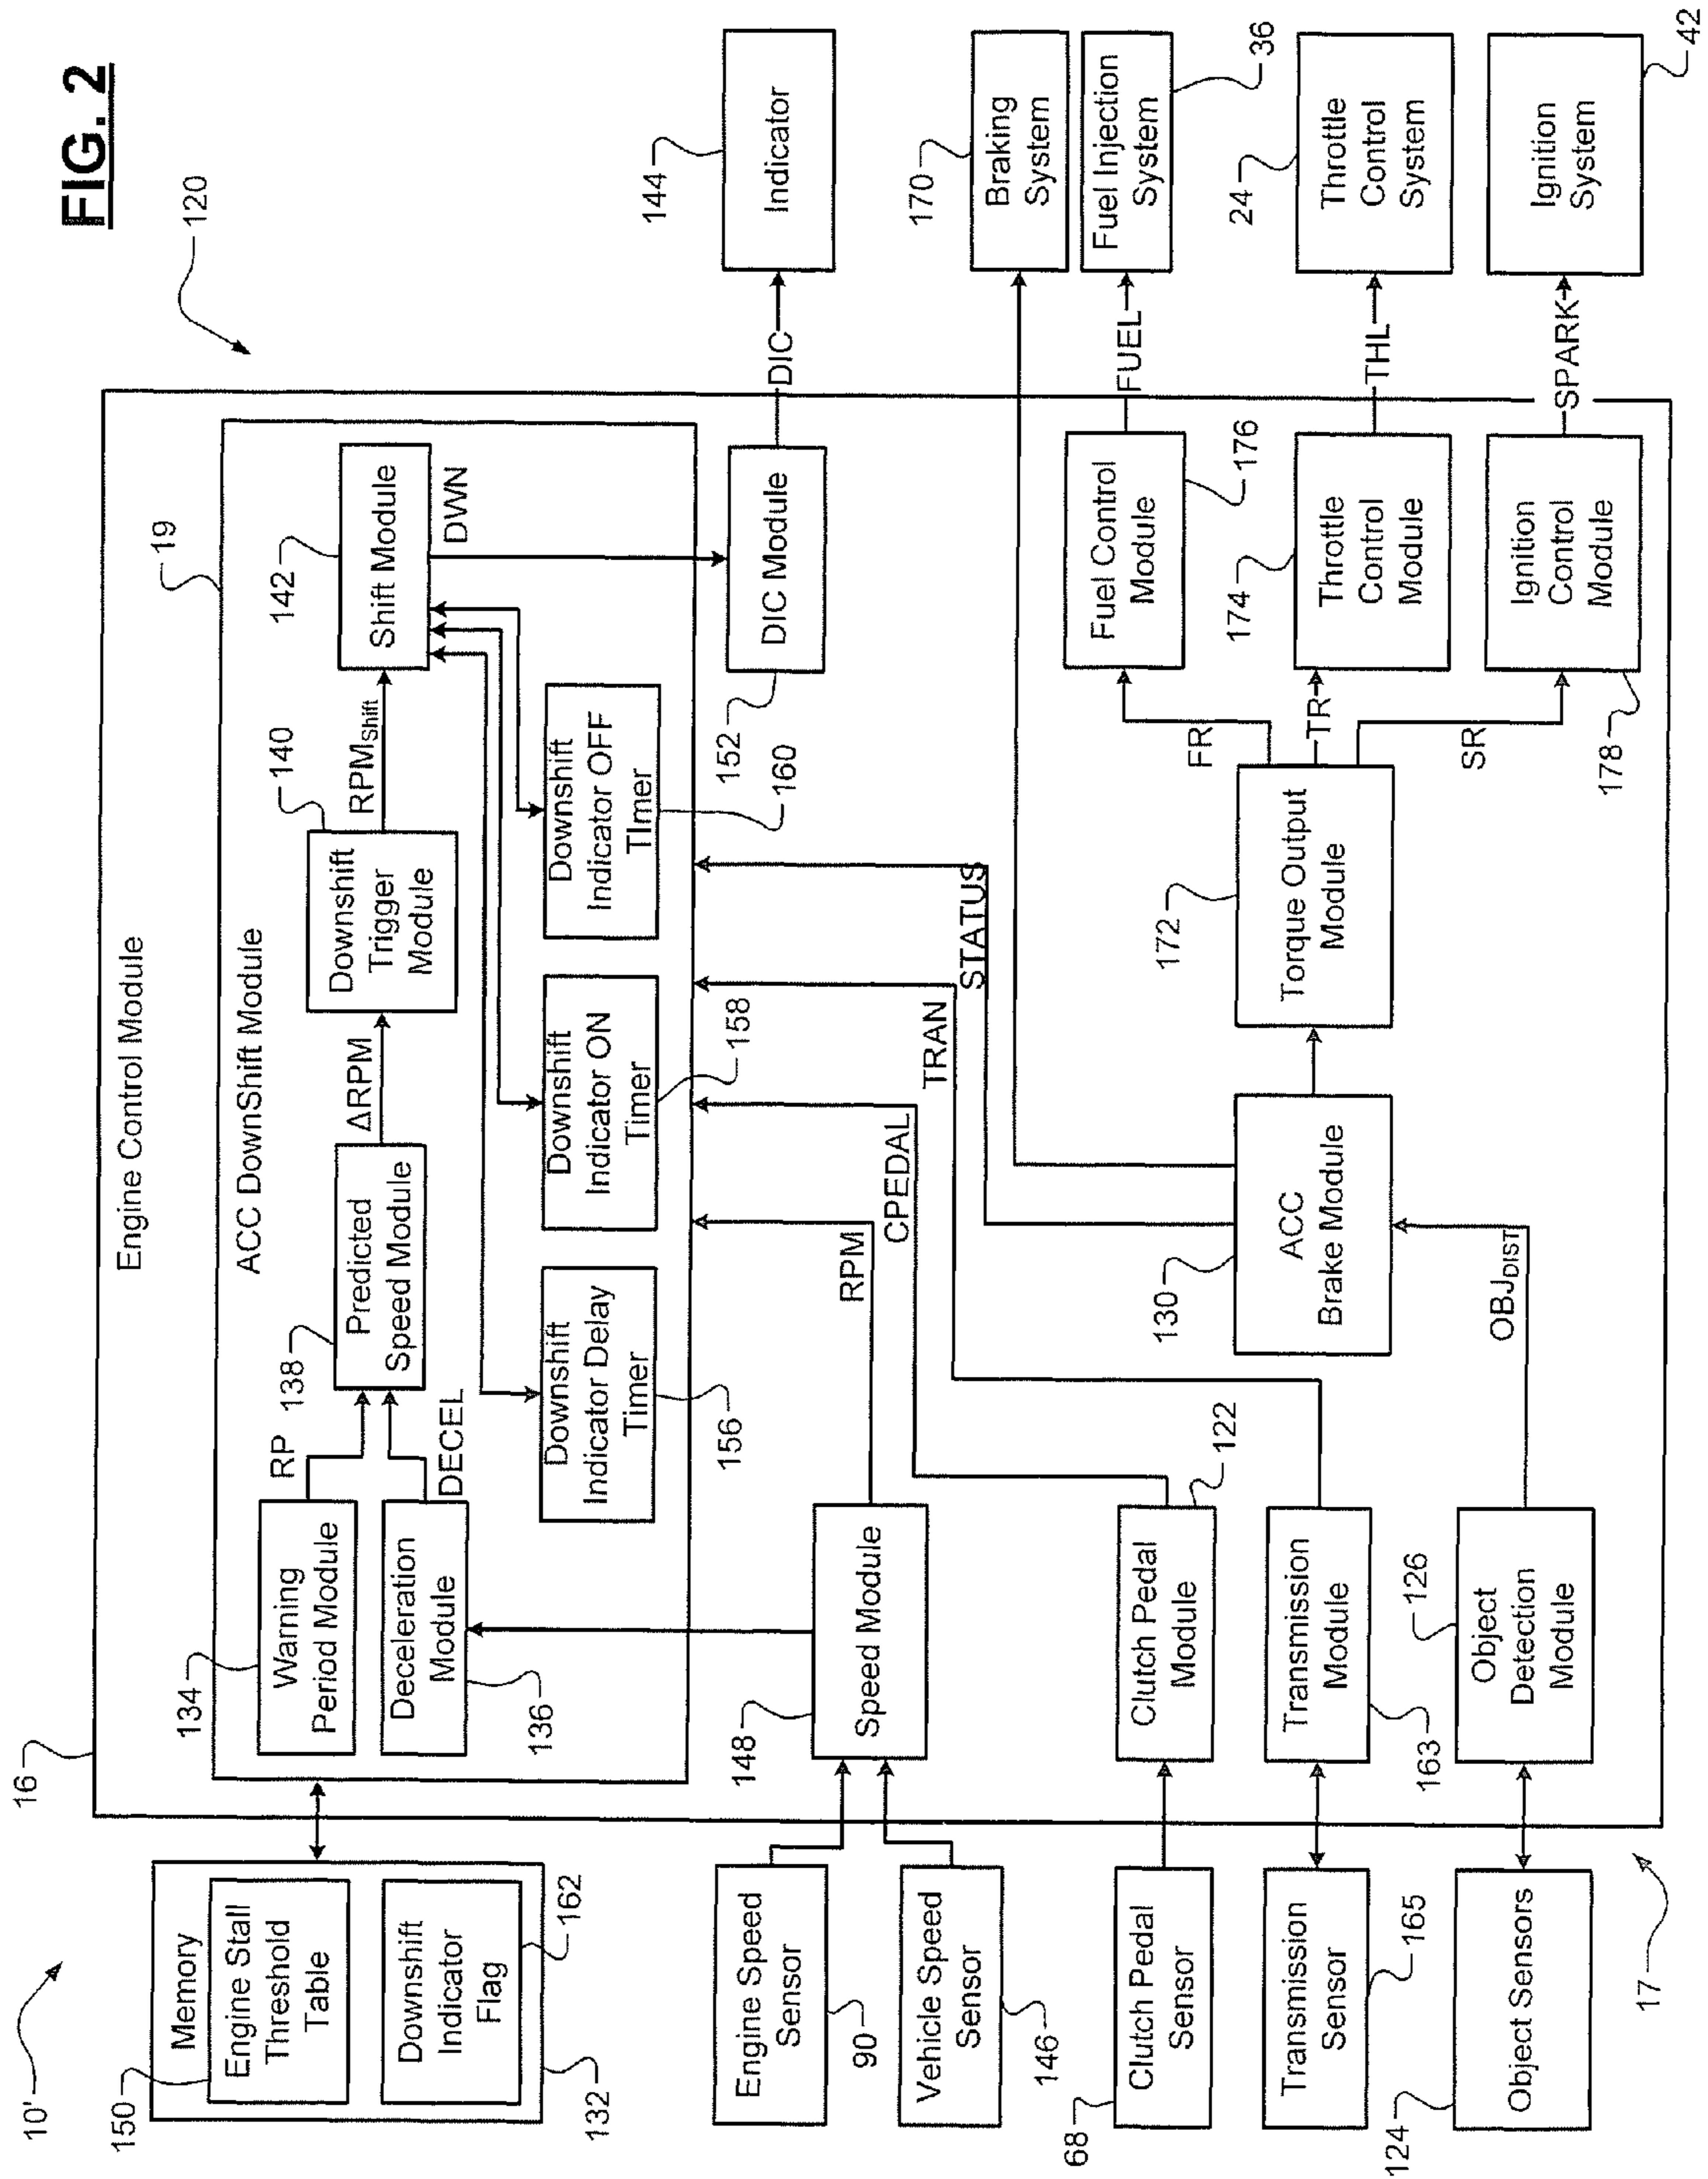 FIG. 2
10'
16
19
120
17
Engine Control Module
ACC DownShift Module
Memory
Engine Stall
Threshold
Table
150
Downshift
Indicator
Flag
162
132
Warning
Period Module
134
RP
Deceleration
Module
136
DECEL
Predicted
Speed Module
138
ΔRPM
Downshift
Trigger
Module
140
RPMShift
Shift Module
142
DWN
Downshift
Indicator Delay
Timer
156
Downshift
Indicator ON
Timer
158
Downshift
Indicator OFF
TImer
160
DIC Module
152
DIC
Indicator
144
Engine Speed
Sensor
90
Vehicle Speed
Sensor
146
Speed Module
148
RPM
CPEDAL
TRAN
STATUS
Clutch Pedal
Sensor
68
Clutch Pedal
Module
122
Transmission
Sensor
165
Transmission
Module
163
Object Sensors
124
Object
Detection
Module
126
OBJDIST
ACC
Brake Module
130
Torque Output
Module
172
FR
TR
SR
Fuel Control
Module
176
Throttle
Control
Module
174
Ignition
Control
Module
178
FUEL
THL
SPARK
Braking
System
170
Fuel Injection
System
36
Throttle
Control
System
24
Ignition
System
42